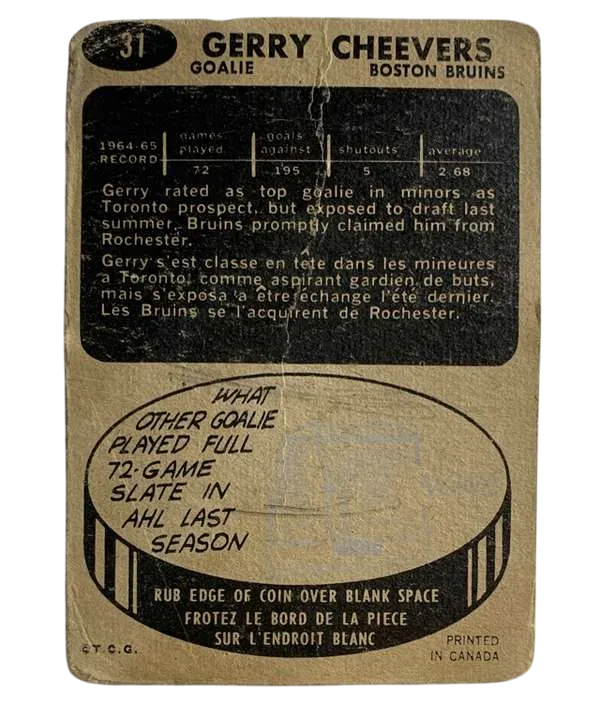 31 GERRY CHEEVERS
GOALIE BOSTON BRUINS
1964-65 RECORD games played goals against shutouts average
72 195 5 2.68
Gerry rated as top goalie in minors as
Toronto prospect, but exposed to draft last
summer. Bruins promptly claimed him from
Rochester.
Gerry s'est classe en tête dans les mineures
a Toronto: comme aspirant gardien de buts,
mais s'exposa a être échange l'été dernier.
Les Bruins se l'acquirent de Rochester.
WHAT
OTHER GOALIE
PLAYED FULL
72-GAME
SLATE IN
AHL LAST
SEASON
RUB EDGE OF COIN OVER BLANK SPACE
FROTEZ LE BORD DE LA PIECE
SUR L'ENDROIT BLANC
©T.C.G.
PRINTED
IN CANADA